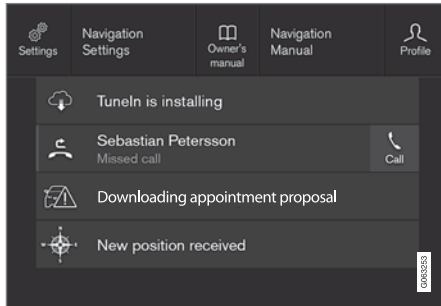 Settings
Navigation
Settings
Owner's
manual
Navigation
Manual
Profile
TuneIn is installing
Sebastian Petersson
Missed call
Call
Downloading appointment proposal
New position received
G063253